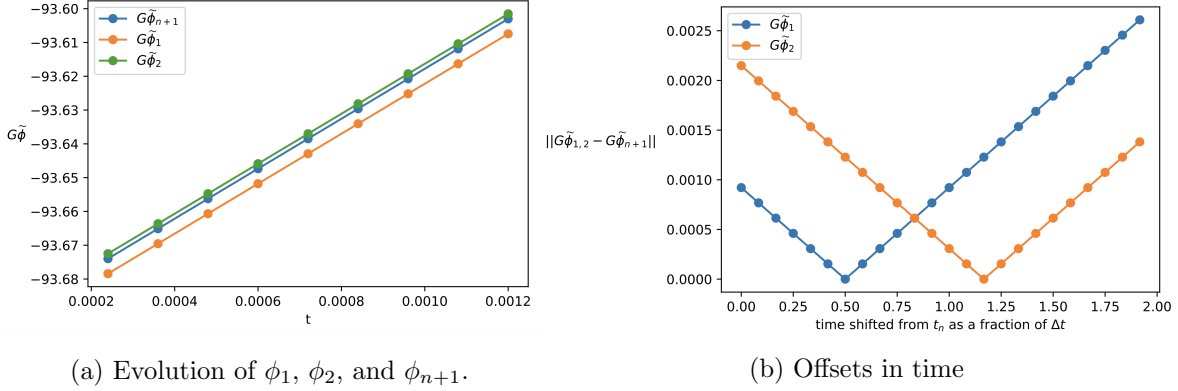 −93.60
−93.61
−93.62
−93.63
−93.64
−93.65
−93.66
−93.67
−93.68
Gϕ̃
Gϕ̃ₙ₊₁
Gϕ̃₁
Gϕ̃₂
0.0002 0.0004 0.0006 0.0008 0.0010 0.0012
t
(a) Evolution of ϕ₁, ϕ₂, and ϕₙ₊₁.
0.0025
0.0020
0.0015
0.0010
0.0005
0.0000
||Gϕ̃₁,₂ − Gϕ̃ₙ₊₁||
Gϕ̃₁
Gϕ̃₂
0.00 0.25 0.50 0.75 1.00 1.25 1.50 1.75 2.00
time shifted from tₙ as a fraction of Δt
(b) Offsets in time